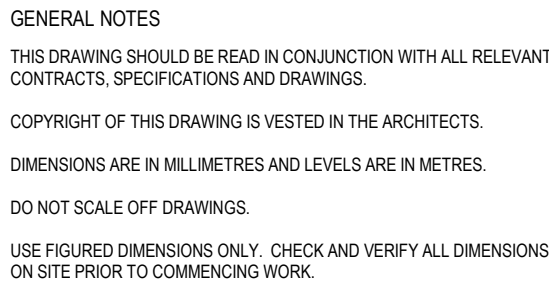 GENERAL NOTES
THIS DRAWING SHOULD BE READ IN CONJUNCTION WITH ALL RELEVANT
CONTRACTS, SPECIFICATIONS AND DRAWINGS.
COPYRIGHT OF THIS DRAWING IS VESTED IN THE ARCHITECTS.
DIMENSIONS ARE IN MILLIMETRES AND LEVELS ARE IN METRES.
DO NOT SCALE OFF DRAWINGS.
USE FIGURED DIMENSIONS ONLY.  CHECK AND VERIFY ALL DIMENSIONS
ON SITE PRIOR TO COMMENCING WORK.